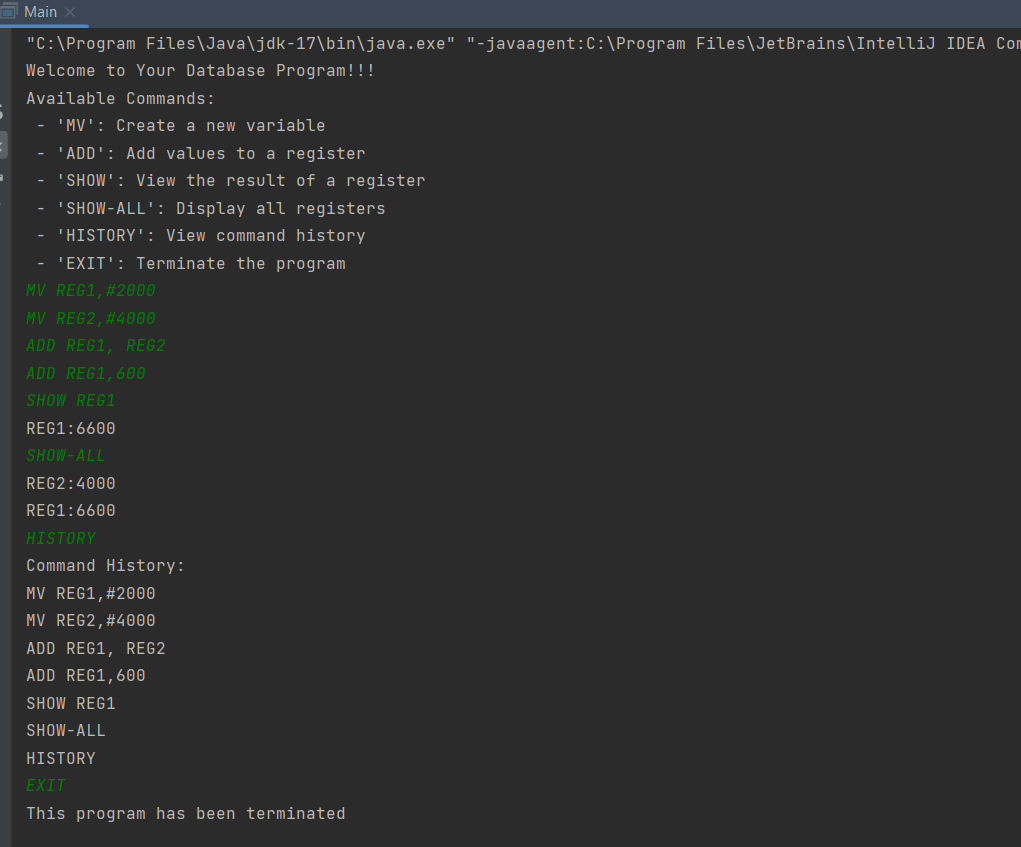 Main
"C:\Program Files\Java\jdk-17\bin\java.exe" "-javaagent:C:\Program Files\JetBrains\IntelliJ IDEA
Welcome to Your Database Program!!!
Available Commands:
- 'MV': Create a new variable
- 'ADD': Add values to a register
- 'SHOW': View the result of a register
- 'SHOW-ALL': Display all registers
- 'HISTORY': View command history
- 'EXIT': Terminate the program
MV REG1,#2000
MV REG2,#4000
ADD REG1, REG2
ADD REG1,600
SHOW REG1
REG1:6600
SHOW-ALL
REG2:4000
REG1:6600
HISTORY
Command History:
MV REG1,#2000
MV REG2,#4000
ADD REG1, REG2
ADD REG1,600
SHOW REG1
SHOW-ALL
HISTORY
EXIT
This program has been terminated